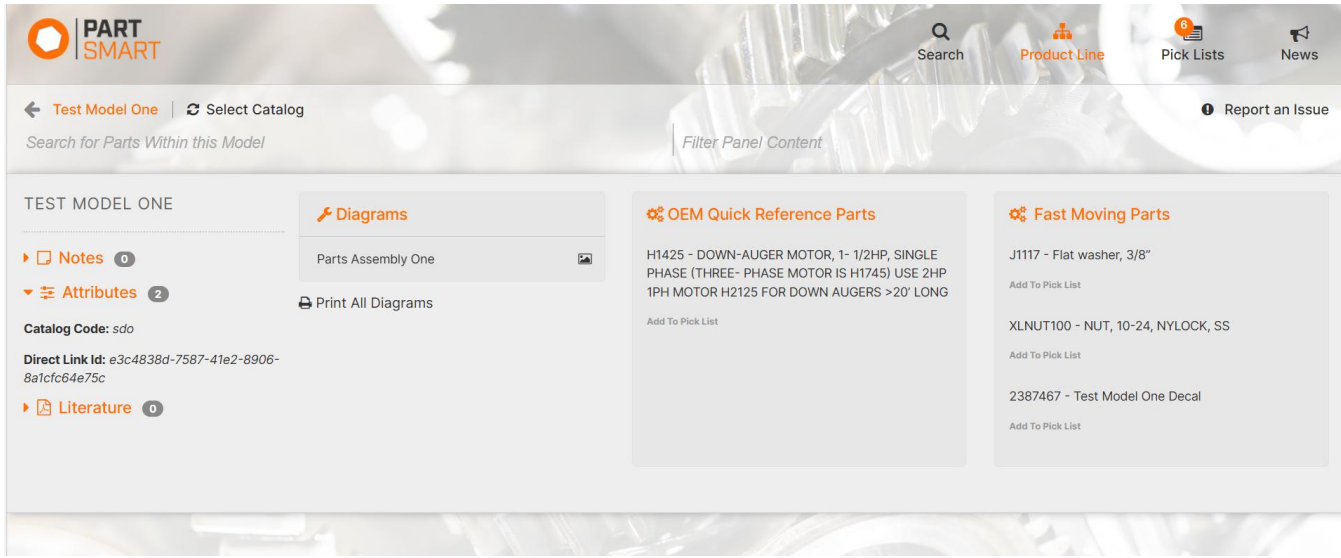 PART
SMART
Search
Product Line
6
Pick Lists
News
Test Model One
Select Catalog
Report an Issue
Search for Parts Within this Model
Filter Panel Content
TEST MODEL ONE
Notes 0
Attributes 2
Catalog Code: sdo
Direct Link Id: e3c4838d-7587-41e2-8906-
8a1cfc64e75c
Literature 0
Diagrams
Parts Assembly One
Print All Diagrams
OEM Quick Reference Parts
H1425 - DOWN-AUGER MOTOR, 1- 1/2HP, SINGLE
PHASE (THREE- PHASE MOTOR IS H1745) USE 2HP
1PH MOTOR H2125 FOR DOWN AUGERS >20' LONG
Add To Pick List
Fast Moving Parts
J1117 - Flat washer, 3/8"
Add To Pick List
XLNUT100 - NUT, 10-24, NYLOCK, SS
Add To Pick List
2387467 - Test Model One Decal
Add To Pick List